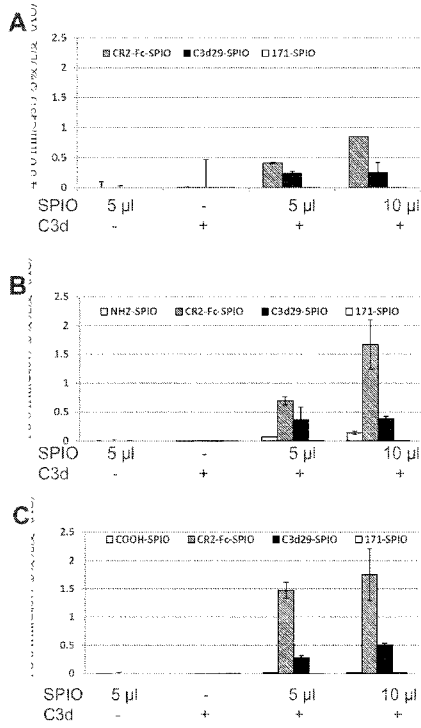 A
CR2-Fc-SPIO C3d29-SPIO 171-SPIO
2.5
2
1.5
1
0.5
0
SPIO 5 µl - 5 µl 10 µl
C3d - + + +
B
NH2-SPIO CR2-Fc-SPIO C3d29-SPIO 171-SPIO
2.5
2
1.5
1
0.5
0
SPIO 5 µl - 5 µl 10 µl
C3d - + + +
C
COOH-SPIO CR2-Fc-SPIO C3d29-SPIO 171-SPIO
2.5
2
1.5
1
0.5
0
SPIO 5 µl - 5 µl 10 µl
C3d - + + +